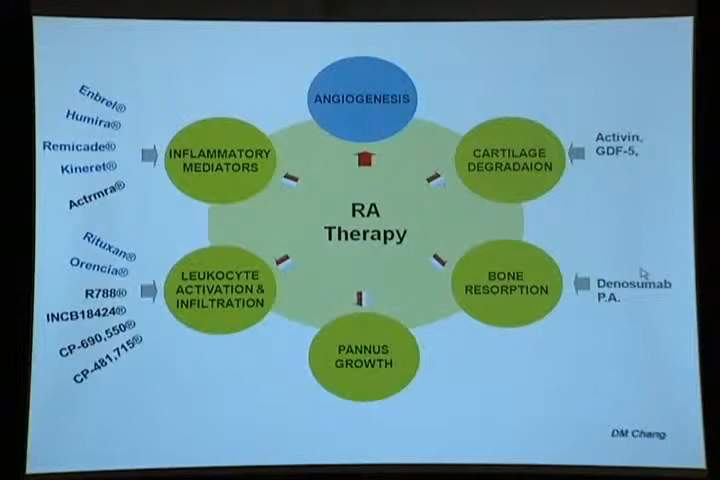 ANGIOGENESIS
Enbrel®
Humira®
Remicade®
Kineret®
Actrmra®
INFLAMMATORY
MEDIATORS
CARTILAGE
DEGRADAION
Activin,
GDF-5,
RA
Therapy
Rituxan®
Orencia®
R788®
INCB18424®
CP-690,550®
CP-481,715®
LEUKOCYTE
ACTIVATION &
INFILTRATION
BONE
RESORPTION
Denosumab
P.A.
PANNUS
GROWTH
DM Chang